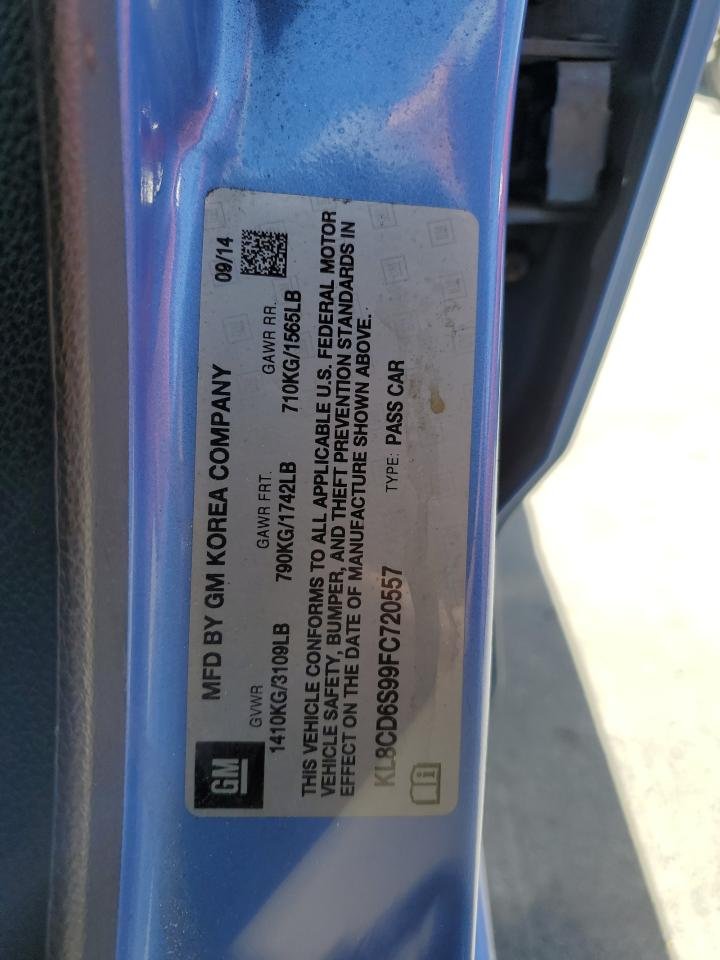 MFD BY GM KOREA COMPANY 09/14
GM
GVWR GAWR FRT. GAWR RR.
1410KG/3109LB 790KG/1742LB 710KG/1565LB
THIS VEHICLE CONFORMS TO ALL APPLICABLE U.S. FEDERAL MOTOR
VEHICLE SAFETY, BUMPER, AND THEFT PREVENTION STANDARDS IN
EFFECT ON THE DATE OF MANUFACTURE SHOWN ABOVE.
KL8CD6S99FC720557 TYPE: PASS CAR